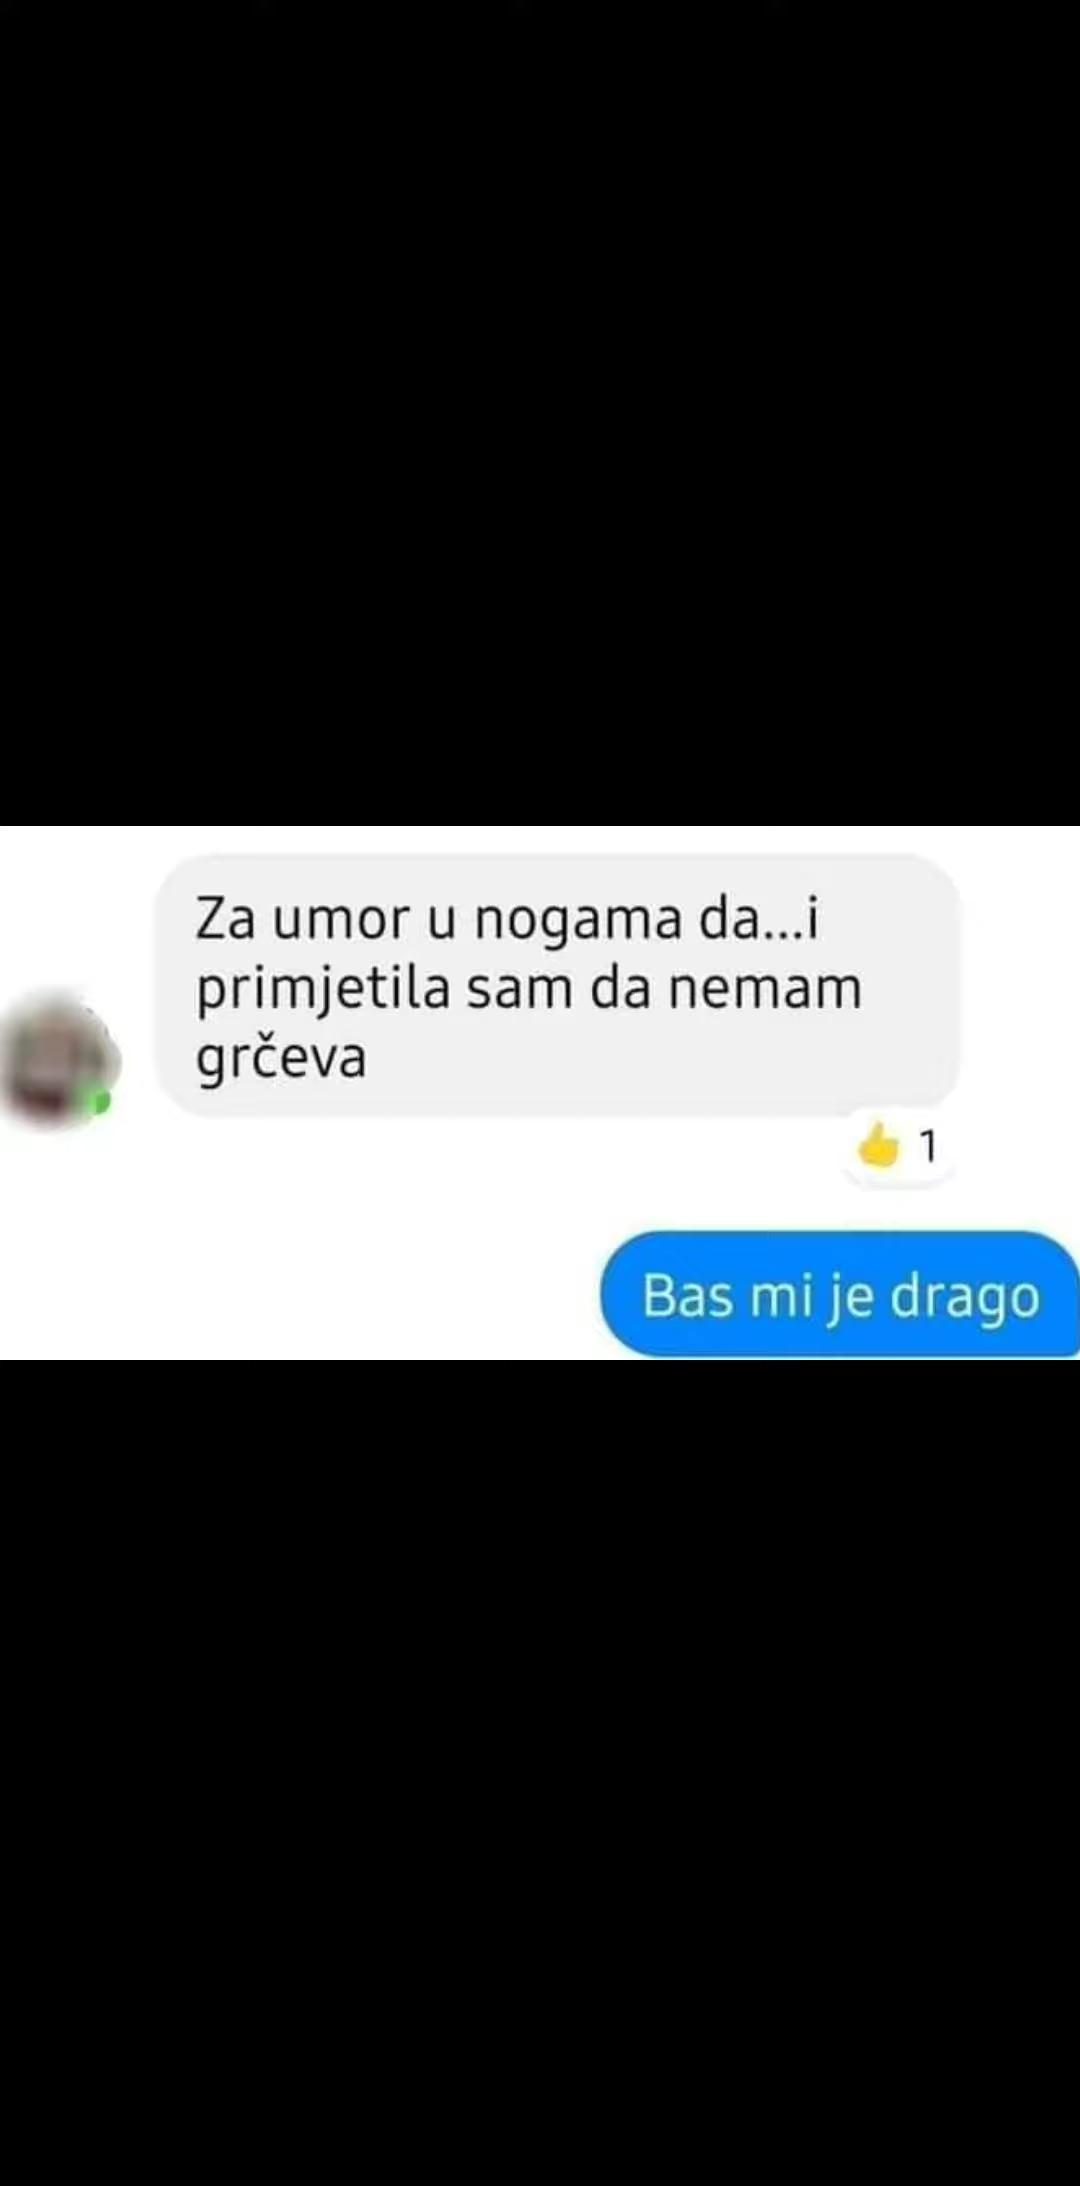 Za umor u nogama da...i
primjetila sam da nemam
grčeva
1
Bas mi je drago